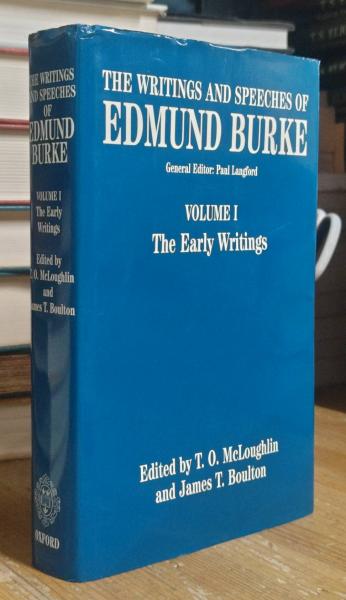 THE WRITINGS
AND SPEECHES
OF
EDMUND
BURKE
VOLUME I
The Early
Writings
Edited by
T. O. McLoughlin
and
James T. Boulton
OXFORD
THE WRITINGS AND SPEECHES OF
EDMUND BURKE
General Editor: Paul Langford
VOLUME I
The Early Writings
Edited by T. O. McLoughlin
and James T. Boulton